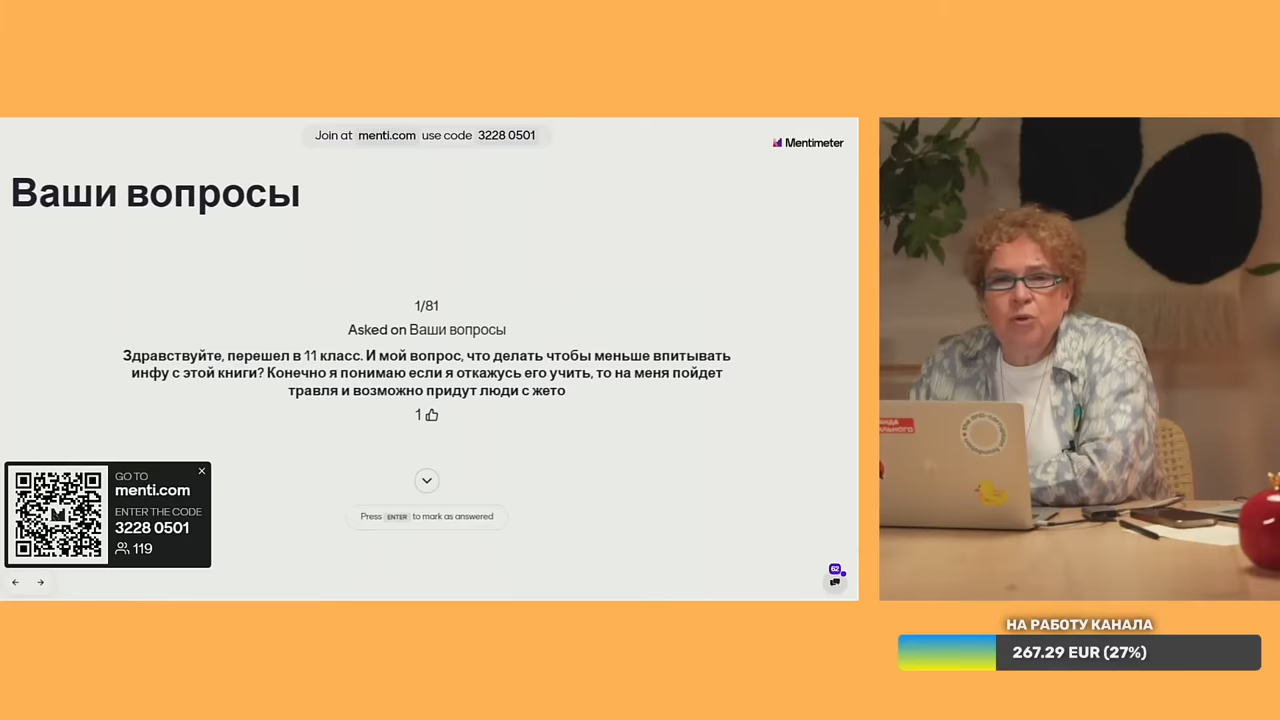 Join at menti.com use code 3228 0501
Mentimeter
Ваши вопросы
1/81
Asked on Ваши вопросы
Здравствуйте, перешел в 11 класс. И мой вопрос, что делать чтобы меньше впитывать
инфу с этой книги? Конечно я понимаю если я откажусь его учить, то на меня пойдет
травля и возможно придут люди с жето
1
Press ENTER to mark as answered
GO TO
menti.com
ENTER THE CODE
3228 0501
119
62
НА РАБОТУ КАНАЛА
267.29 EUR (27%)